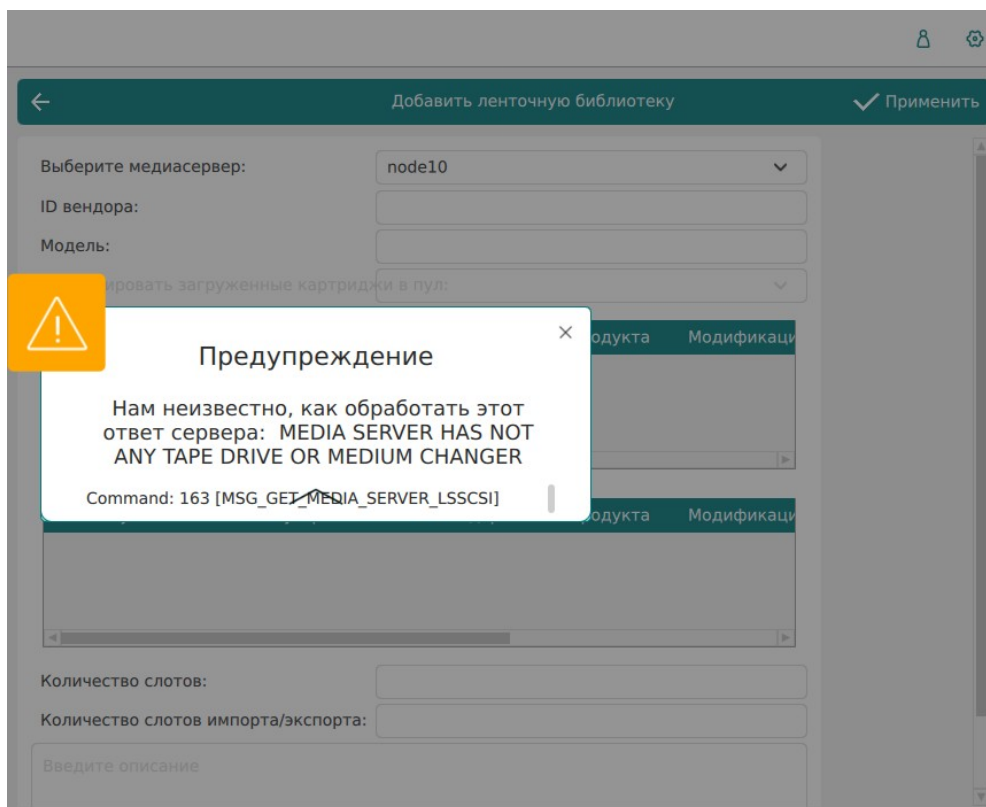 Добавить ленточную библиотеку
Применить
Выберите медиасервер:
node10
ID вендора:
Модель:
загруженные картриджи в пул:
одукта Модификаци
Предупреждение
Нам неизвестно, как обработать этот
ответ сервера: MEDIA SERVER HAS NOT
ANY TAPE DRIVE OR MEDIUM CHANGER
Command: 163 [MSG_GET_MEDIA_SERVER_LSSCSI]
одукта Модификаци
Количество слотов:
Количество слотов импорта/экспорта:
Введите описание